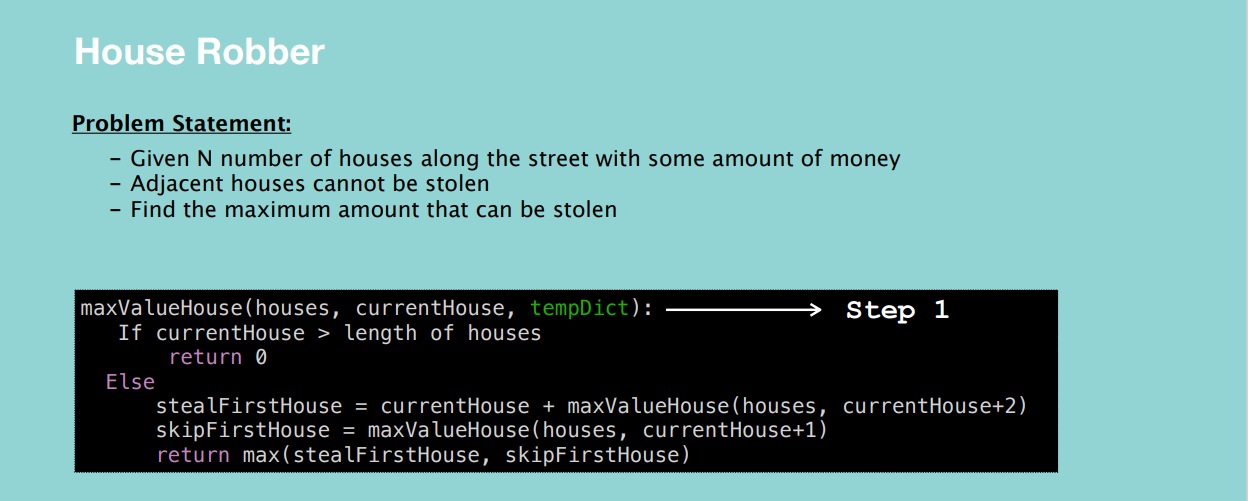 House Robber
Problem Statement:
- Given N number of houses along the street with some amount of money
- Adjacent houses cannot be stolen
- Find the maximum amount that can be stolen
maxValueHouse(houses, currentHouse, tempDict): Step 1
If currentHouse > length of houses
return 0
Else
stealFirstHouse = currentHouse + maxValueHouse(houses, currentHouse+2)
skipFirstHouse = maxValueHouse(houses, currentHouse+1)
return max(stealFirstHouse, skipFirstHouse)